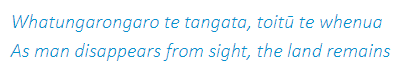 Whatungarongaro te tangata, toitū te whenua
As man disappears from sight, the land remains